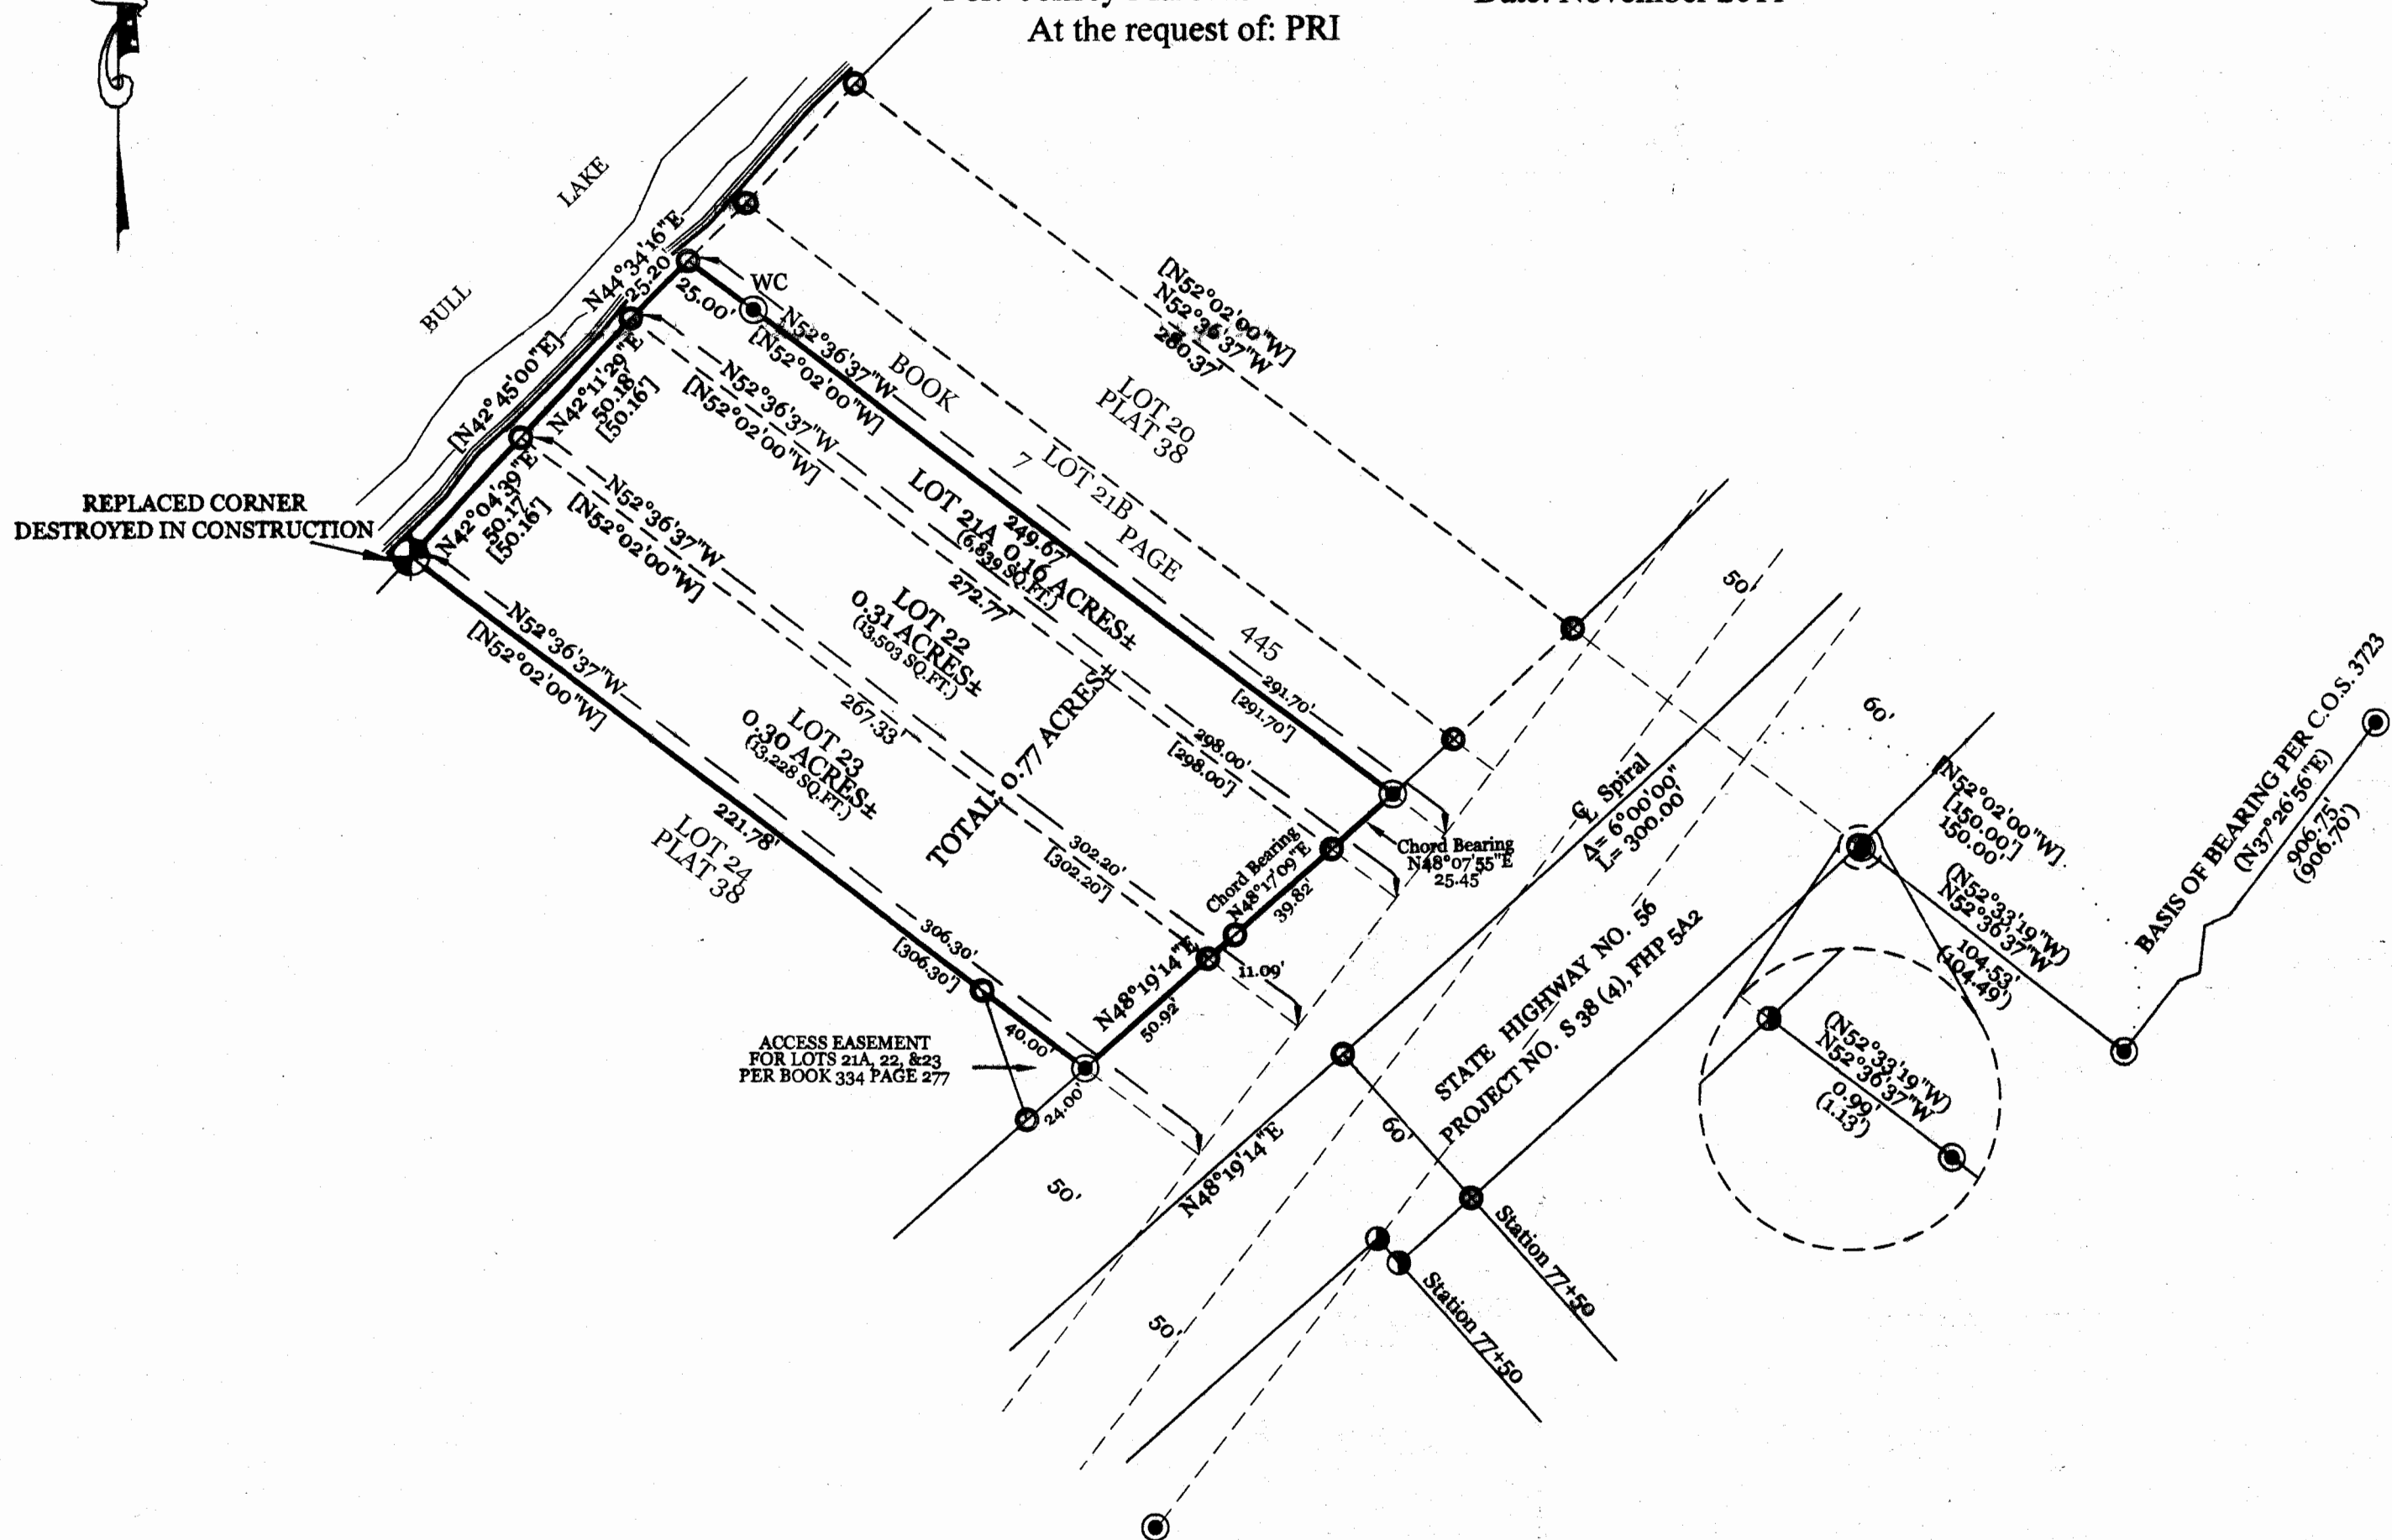 At the request of: PRI
LAKE
BULL
N44°34'16"E
25.20'
25.00'
WC
N52°36'37"W
[N52°02'00"W]
[N42°45'00"E]
N42°11'29"E
50.18'
[50.16']
N52°36'37"W
[N52°02'00"W]
BOOK
7
PAGE
445
LOT 21B
LOT 20
PLAT 38
[N52°02'00"W]
N52°36'37"W
280.37'
REPLACED CORNER
DESTROYED IN CONSTRUCTION
N42°04'39"E
50.17'
[50.16']
N52°36'37"W
[N52°02'00"W]
LOT 21A 0.16 ACRES±
(6,839 SQ.FT.)
249.67'
272.77'
LOT 22
0.31 ACRES±
(13,503 SQ.FT.)
N52°36'37"W
[N52°02'00"W]
267.33'
LOT 23
0.30 ACRES±
(13,228 SQ.FT.)
TOTAL: 0.77 ACRES±
221.78'
LOT 24
PLAT 38
291.70'
[291.70']
298.00'
[298.00']
302.20'
[302.20']
306.30'
[306.30']
Chord Bearing
N48°07'55"E
25.45'
Chord Bearing
N48°17'09"E
39.82'
11.09'
N48°19'14"E
50.92'
40.00'
24.00'
ACCESS EASEMENT
FOR LOTS 21A, 22, &23
PER BOOK 334 PAGE 277
50'
60'
℄ Spiral
Δ= 6°00'00"
L= 300.00'
STATE HIGHWAY NO. 56
PROJECT NO. S 38 (4), FHP 5A2
[N52°02'00"W]
[150.00']
150.00'
(N52°33'19"W)
N52°36'37"W
104.53'
(104.49')
BASIS OF BEARING PER C.O.S. 3723
(N37°26'56"E)
906.75'
(906.70')
(N52°33'19"W)
N52°36'37"W
0.99'
(1.13')
60'
N48°19'14"E
50'
50'
Station 77+50
Station 77+50